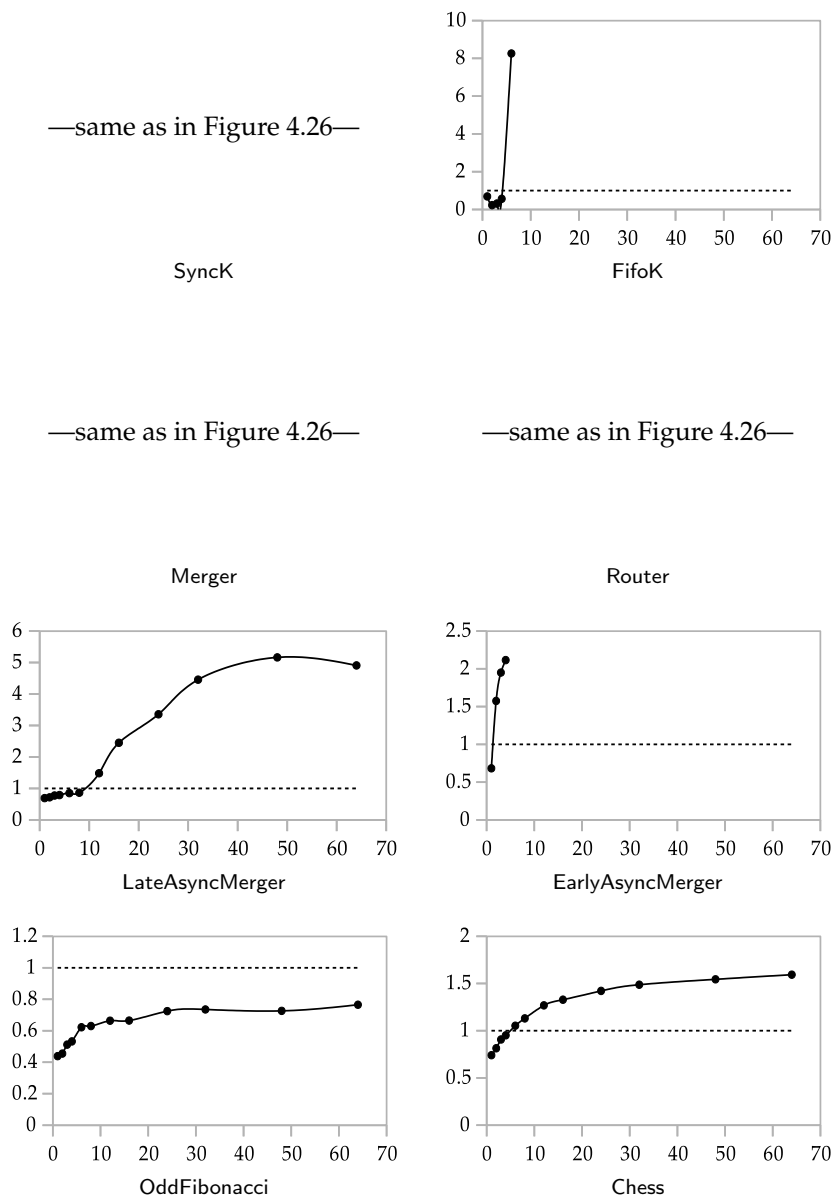 —same as in Figure 4.26—
SyncK
10
8
6
4
2
0
0 10 20 30 40 50 60 70
FifoK
—same as in Figure 4.26—
Merger
—same as in Figure 4.26—
Router
6
5
4
3
2
1
0
0 10 20 30 40 50 60 70
LateAsyncMerger
2.5
2
1.5
1
0.5
0
0 10 20 30 40 50 60 70
EarlyAsyncMerger
1.2
1
0.8
0.6
0.4
0.2
0
0 10 20 30 40 50 60 70
OddFibonacci
2
1.5
1
0.5
0
0 10 20 30 40 50 60 70
Chess